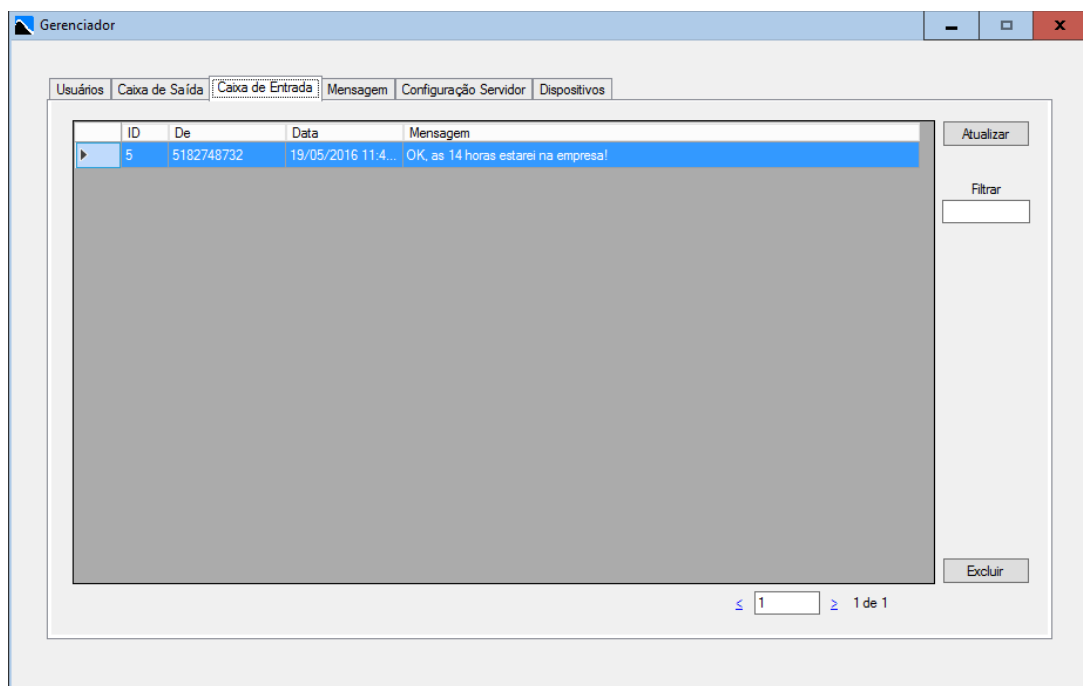 Gerenciador
Usuários Caixa de Saída Caixa de Entrada Mensagem Configuração Servidor Dispositivos
ID De Data Mensagem Atualizar
5 5182748732 19/05/2016 11:4... OK, as 14 horas estarei na empresa!
Filtrar
Excluir
≤ 1 ≥ 1 de 1